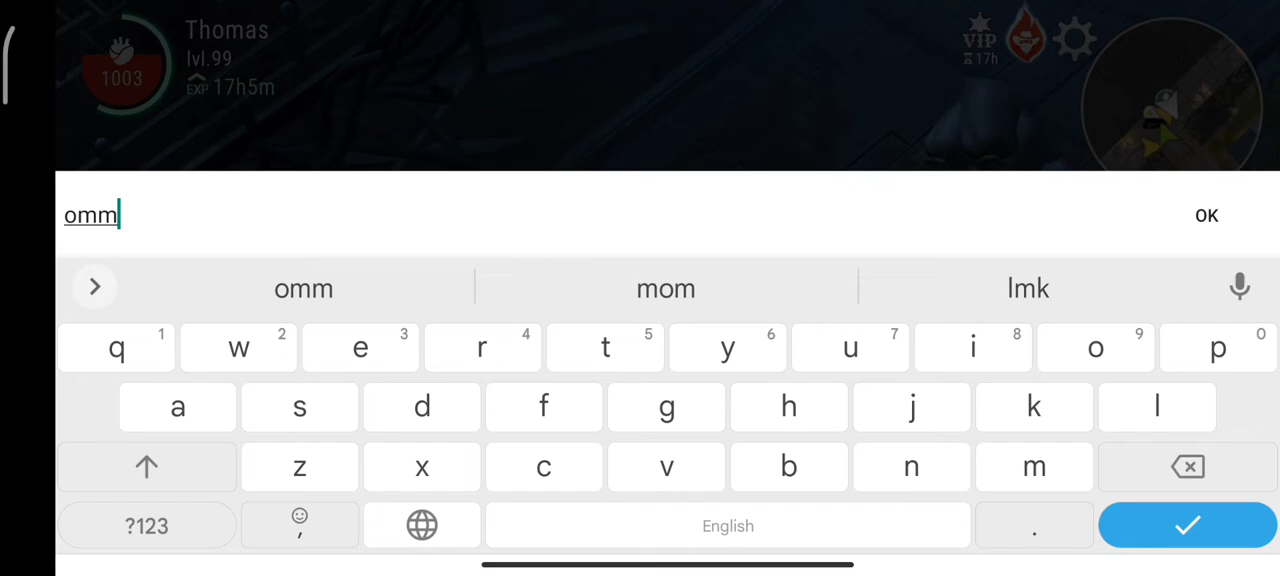 Thomas
lvl.99
EXP 17h5m
1003
VIP
17h
omm
OK
omm mom lmk
q 1 w 2 e 3 r 4 t 5 y 6 u 7 i 8 o 9 p 0
a s d f g h j k l
z x c v b n m
?123 , English .